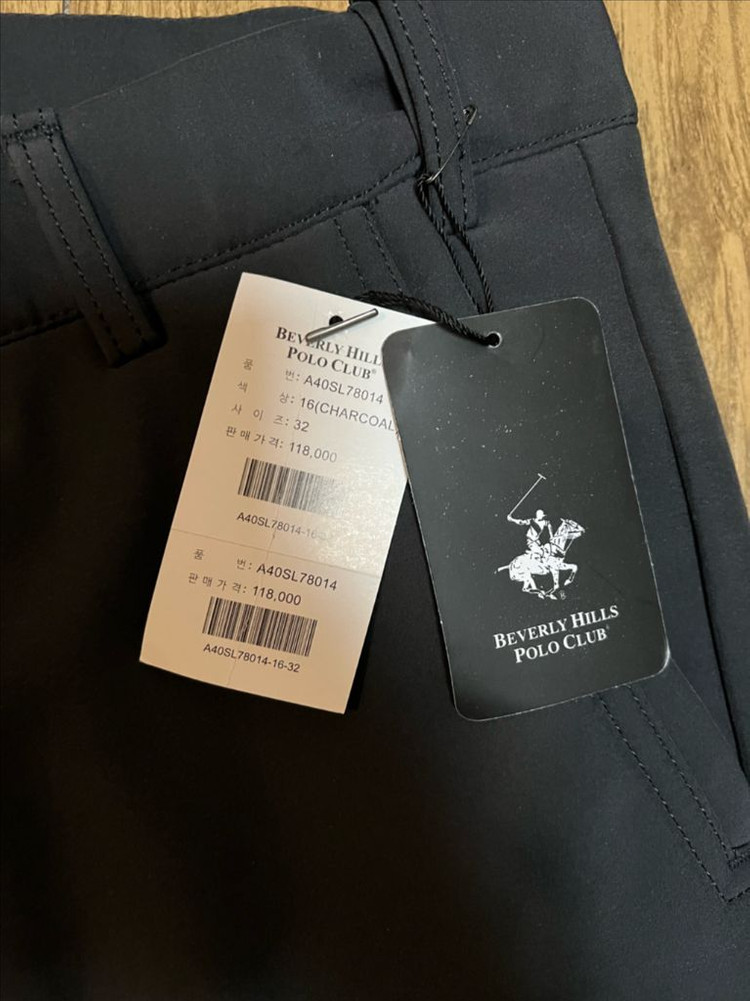 BEVERLY HILL
POLO CLUB®
품 번: A40SL78014
색 상: 16(CHARCOAL)
사 이 즈: 32
판 매 가 격: 118,000
A40SL78014-16-
품 번: A40SL78014
판 매 가 격: 118,000
A40SL78014-16-32
BEVERLY HILLS
POLO CLUB®